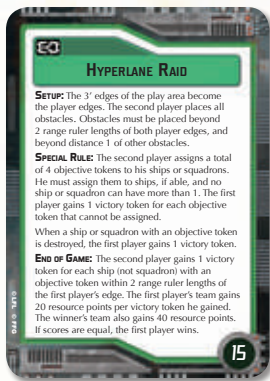 HYPERLANE RAID
SETUP: The 3' edges of the play area become
the player edges. The second player places all
obstacles. Obstacles must be placed beyond
2 range ruler lengths of both player edges, and
beyond distance 1 of other obstacles.
SPECIAL RULE: The second player assigns a total
of 4 objective tokens to his ships or squadrons.
He must assign them to ships, if able, and no
ship or squadron can have more than 1. The first
player gains 1 victory token for each objective
token that cannot be assigned.
When a ship or squadron with an objective token
is destroyed, the first player gains 1 victory token.
END OF GAME: The second player gains 1 victory
token for each ship (not squadron) with an
objective token within 2 range ruler lengths of
the first player's edge. The first player's team gains
20 resource points per victory token he gained.
The winner's team also gains 40 resource points.
If scores are equal, the first player wins.
© LFL © FFG
15